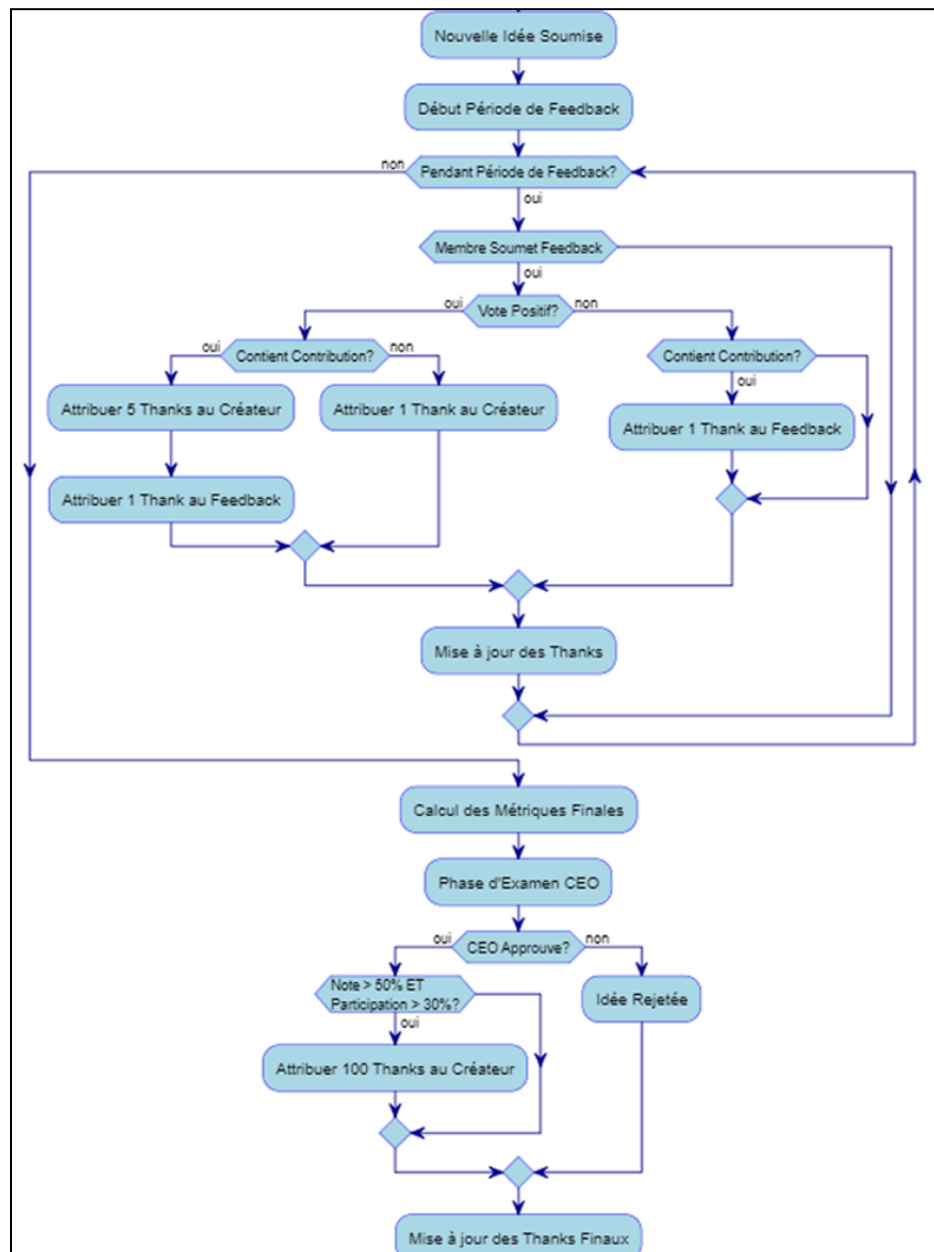 Nouvelle Idée Soumise
Début Période de Feedback
non
Pendant Période de Feedback?
oui
Membre Soumet Feedback
oui
oui
Vote Positif?
non
oui
Contient Contribution?
non
Contient Contribution?
oui
Attribuer 5 Thanks au Créateur
Attribuer 1 Thank au Créateur
Attribuer 1 Thank au Feedback
Attribuer 1 Thank au Feedback
Mise à jour des Thanks
Calcul des Métriques Finales
Phase d'Examen CEO
oui
CEO Approuve?
non
Note > 50% ET
Participation > 30%?
oui
Idée Rejetée
Attribuer 100 Thanks au Créateur
Mise à jour des Thanks Finaux